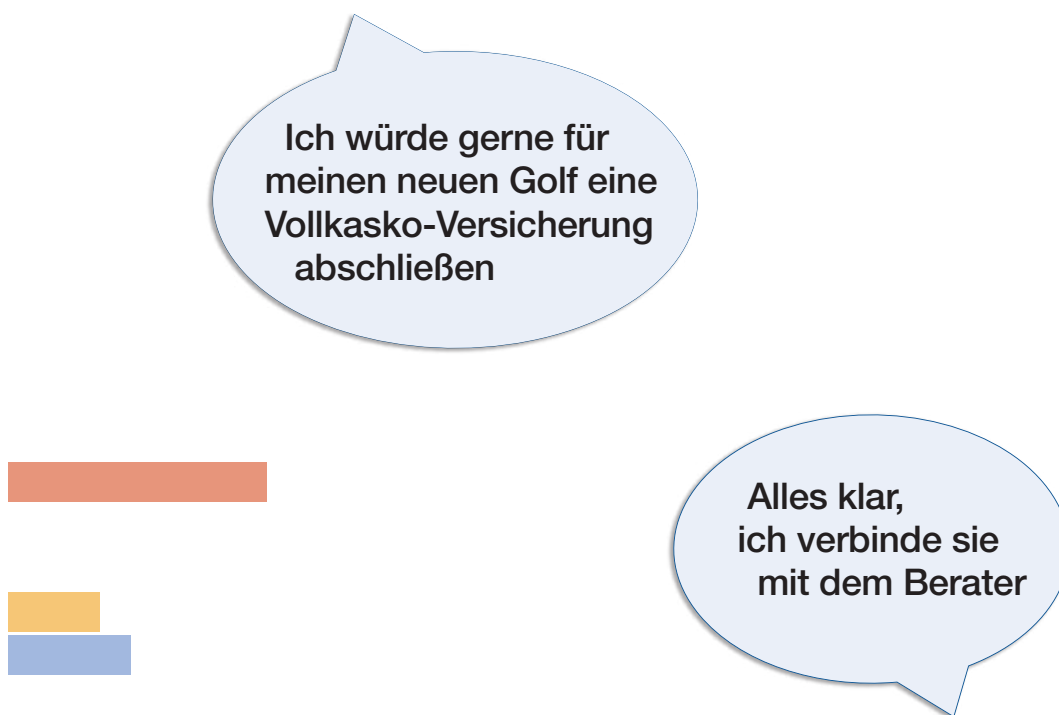 Ich würde gerne für
meinen neuen Golf eine
Vollkasko-Versicherung
abschließen
Alles klar,
ich verbinde sie
mit dem Berater